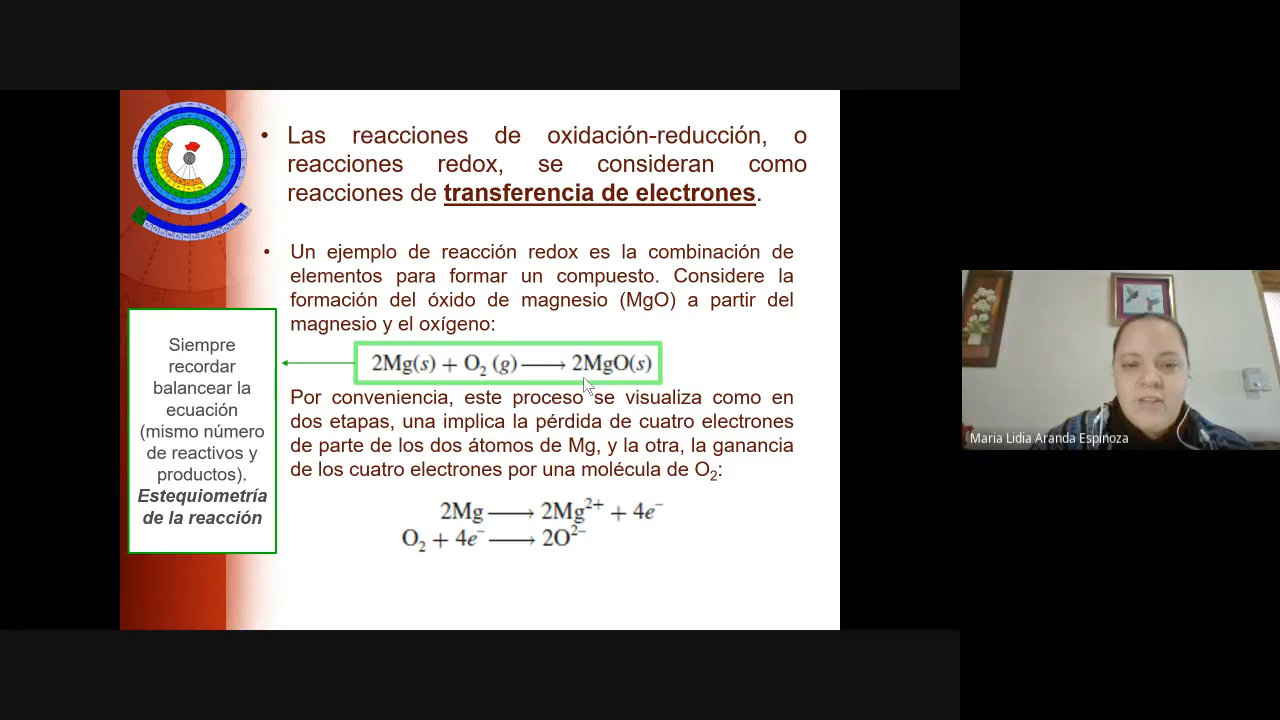 • Las reacciones de oxidación-reducción, o
reacciones redox, se consideran como
reacciones de transferencia de electrones.
• Un ejemplo de reacción redox es la combinación de
elementos para formar un compuesto. Considere la
formación del óxido de magnesio (MgO) a partir del
magnesio y el oxígeno:
2Mg(s) + O₂ (g) ⟶ 2MgO(s)
Siempre
recordar
balancear la
ecuación
(mismo número
de reactivos y
productos).
Estequiometría
de la reacción
Por conveniencia, este proceso se visualiza como en
dos etapas, una implica la pérdida de cuatro electrones
de parte de los dos átomos de Mg, y la otra, la ganancia
de los cuatro electrones por una molécula de O₂:
2Mg ⟶ 2Mg²⁺ + 4e⁻
O₂ + 4e⁻ ⟶ 2O²⁻
Maria Lidia Aranda Espinoza